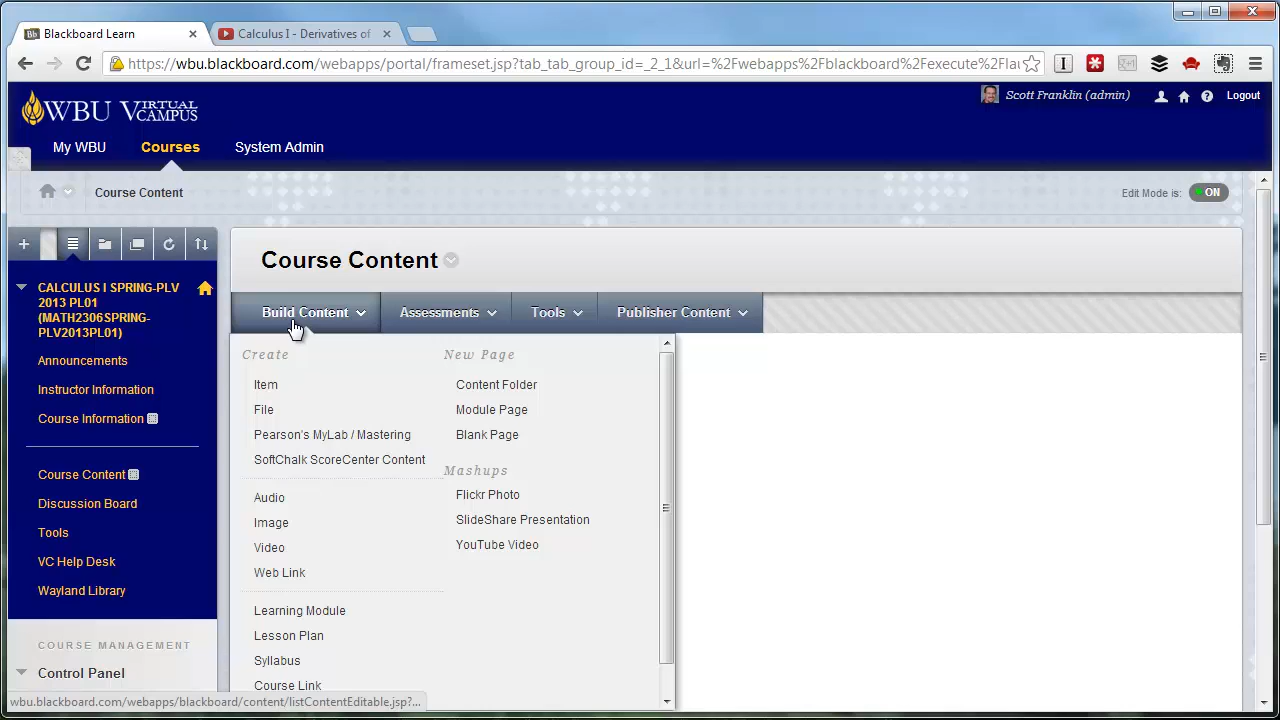 Blackboard Learn
Calculus I - Derivatives of
https://wbu.blackboard.com/webapps/portal/frameset.jsp?tab_tab_group_id=_2_1&url=%2Fwebapps%2Fblackboard%2Fexecute%2Flau
WBU VIRTUAL CAMPUS
Scott Franklin (admin)
Logout
My WBU
Courses
System Admin
Course Content
Edit Mode is:
ON
CALCULUS I SPRING-PLV
2013 PL01
(MATH2306SPRING-
PLV2013PL01)
Announcements
Instructor Information
Course Information
Course Content
Discussion Board
Tools
VC Help Desk
Wayland Library
COURSE MANAGEMENT
Control Panel
Course Content
Build Content
Assessments
Tools
Publisher Content
Create
Item
File
Pearson's MyLab / Mastering
SoftChalk ScoreCenter Content
Audio
Image
Video
Web Link
Learning Module
Lesson Plan
Syllabus
Course Link
New Page
Content Folder
Module Page
Blank Page
Mashups
Flickr Photo
SlideShare Presentation
YouTube Video
wbu.blackboard.com/webapps/blackboard/content/listContentEditable.jsp?...